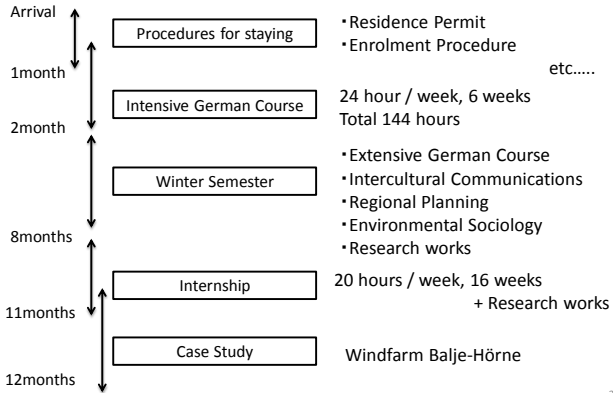 Arrival
Procedures for staying
・Residence Permit
・Enrolment Procedure
etc…..
1month
Intensive German Course
24 hour / week, 6 weeks
Total 144 hours
2month
Winter Semester
・Extensive German Course
・Intercultural Communications
・Regional Planning
・Environmental Sociology
・Research works
8months
Internship
20 hours / week, 16 weeks
+ Research works
11months
Case Study
Windfarm Balje-Hörne
12months